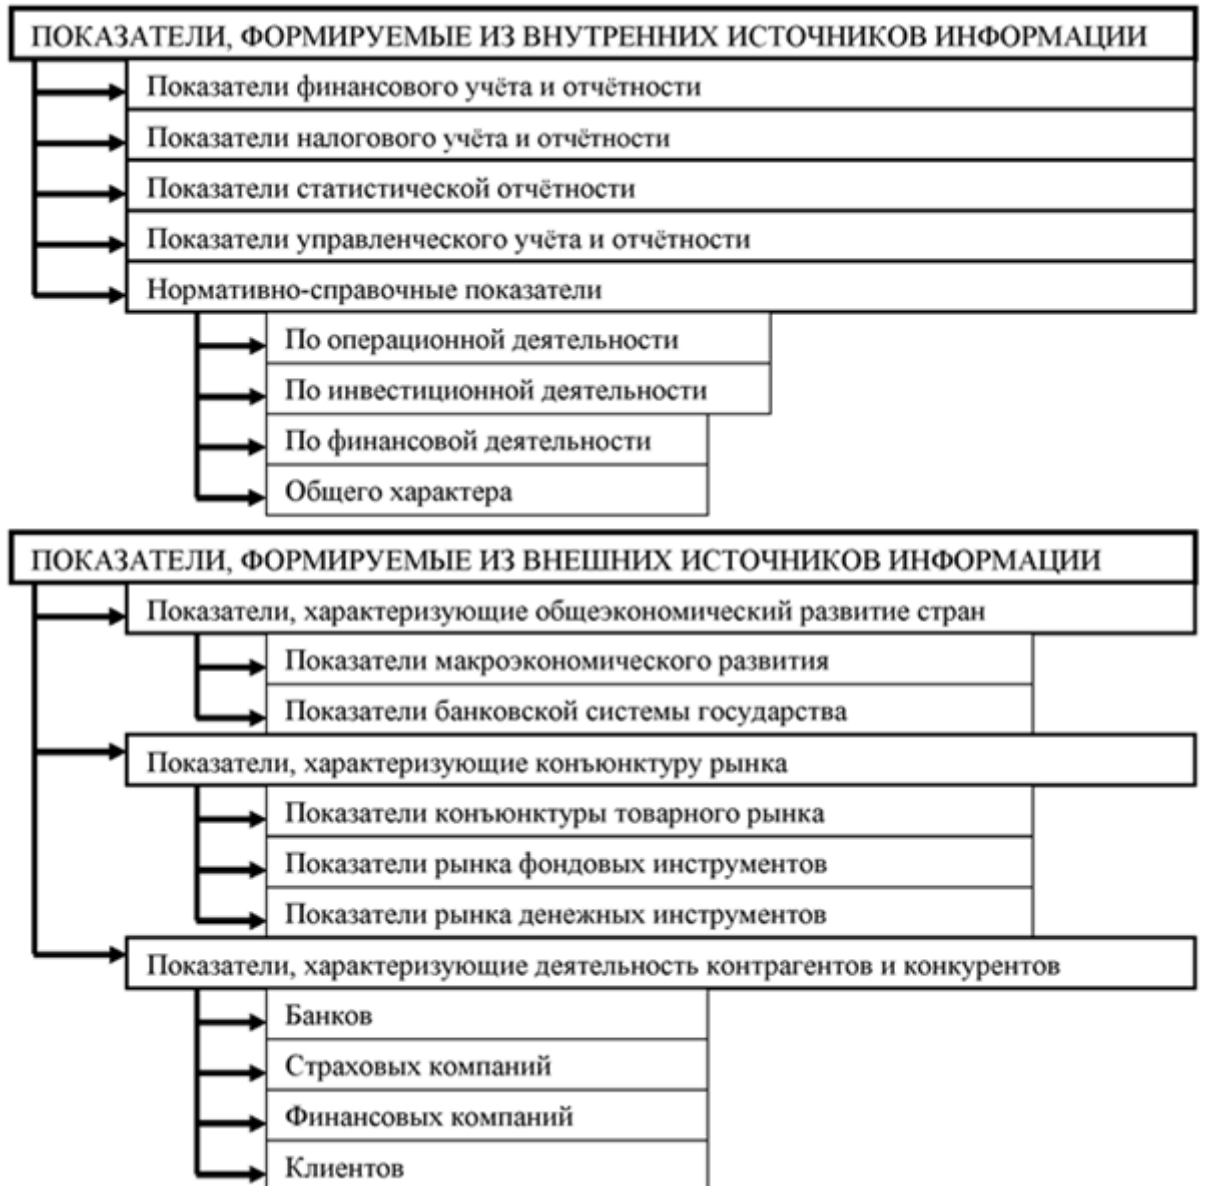 ПОКАЗАТЕЛИ, ФОРМИРУЕМЫЕ ИЗ ВНУТРЕННИХ ИСТОЧНИКОВ ИНФОРМАЦИИ
Показатели финансового учёта и отчётности
Показатели налогового учёта и отчётности
Показатели статистической отчётности
Показатели управленческого учёта и отчётности
Нормативно-справочные показатели
По операционной деятельности
По инвестиционной деятельности
По финансовой деятельности
Общего характера
ПОКАЗАТЕЛИ, ФОРМИРУЕМЫЕ ИЗ ВНЕШНИХ ИСТОЧНИКОВ ИНФОРМАЦИИ
Показатели, характеризующие общеэкономический развитие стран
Показатели макроэкономического развития
Показатели банковской системы государства
Показатели, характеризующие конъюнктуру рынка
Показатели конъюнктуры товарного рынка
Показатели рынка фондовых инструментов
Показатели рынка денежных инструментов
Показатели, характеризующие деятельность контрагентов и конкурентов
Банков
Страховых компаний
Финансовых компаний
Клиентов